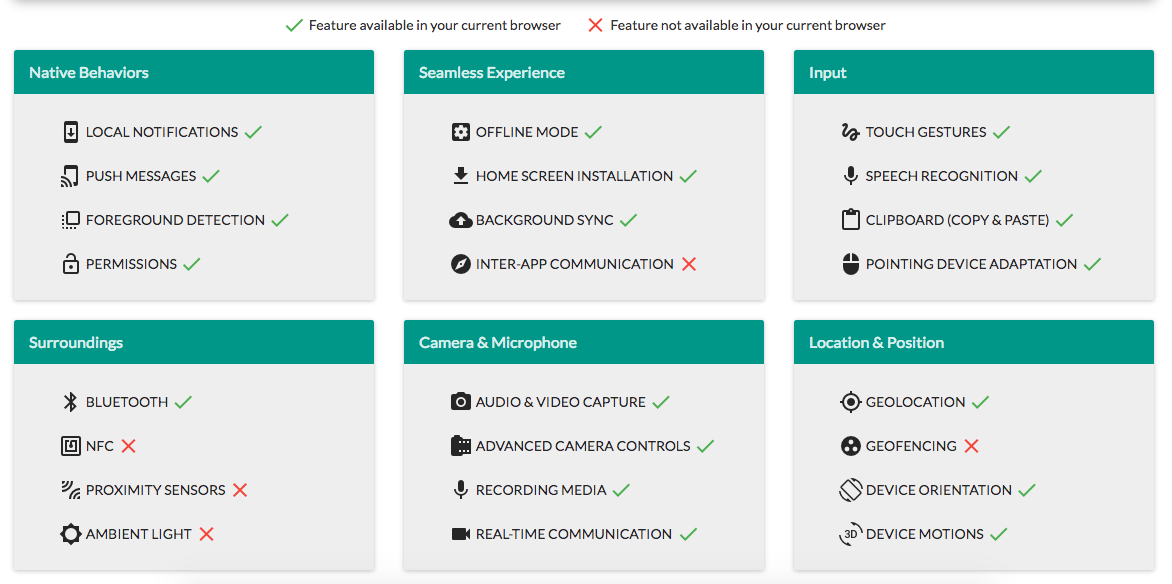 Feature available in your current browser
Feature not available in your current browser
Native Behaviors
LOCAL NOTIFICATIONS
PUSH MESSAGES
FOREGROUND DETECTION
PERMISSIONS
Seamless Experience
OFFLINE MODE
HOME SCREEN INSTALLATION
BACKGROUND SYNC
INTER-APP COMMUNICATION
Input
TOUCH GESTURES
SPEECH RECOGNITION
CLIPBOARD (COPY & PASTE)
POINTING DEVICE ADAPTATION
Surroundings
BLUETOOTH
NFC
PROXIMITY SENSORS
AMBIENT LIGHT
Camera & Microphone
AUDIO & VIDEO CAPTURE
ADVANCED CAMERA CONTROLS
RECORDING MEDIA
REAL-TIME COMMUNICATION
Location & Position
GEOLOCATION
GEOFENCING
DEVICE ORIENTATION
3D DEVICE MOTIONS